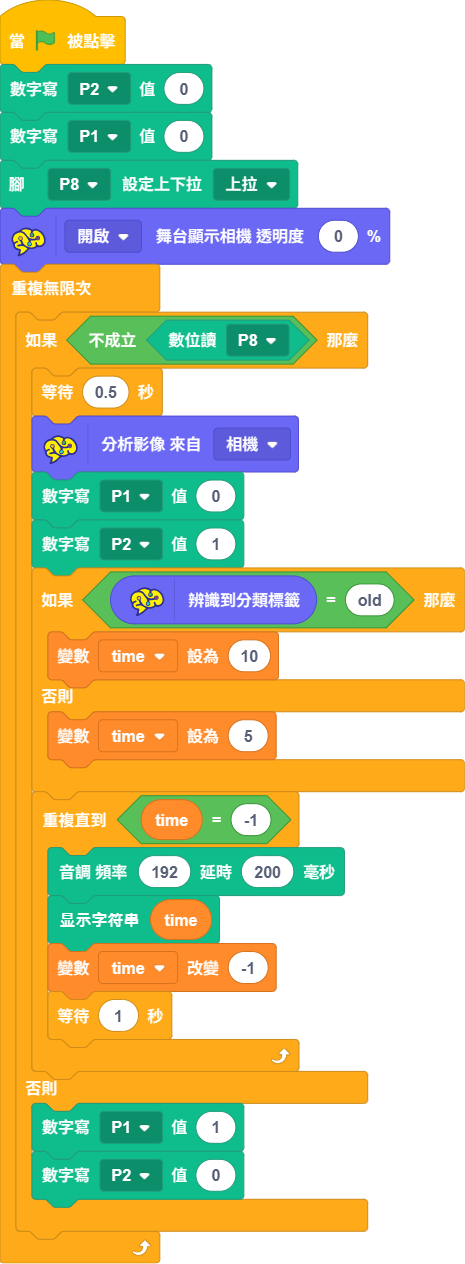 當 被點擊
數字寫 P2 值 0
數字寫 P1 值 0
腳 P8 設定上下拉 上拉
開啟 舞台顯示相機 透明度 0 %
重複無限次
如果 不成立 數位讀 P8 那麼
等待 0.5 秒
分析影像 來自 相機
數字寫 P1 值 0
數字寫 P2 值 1
如果 辨識到分類標籤 = old 那麼
變數 time 設為 10
否則
變數 time 設為 5
重複直到 time = -1
音調 頻率 192 延時 200 毫秒
显示字符串 time
變數 time 改變 -1
等待 1 秒
否則
數字寫 P1 值 1
數字寫 P2 值 0